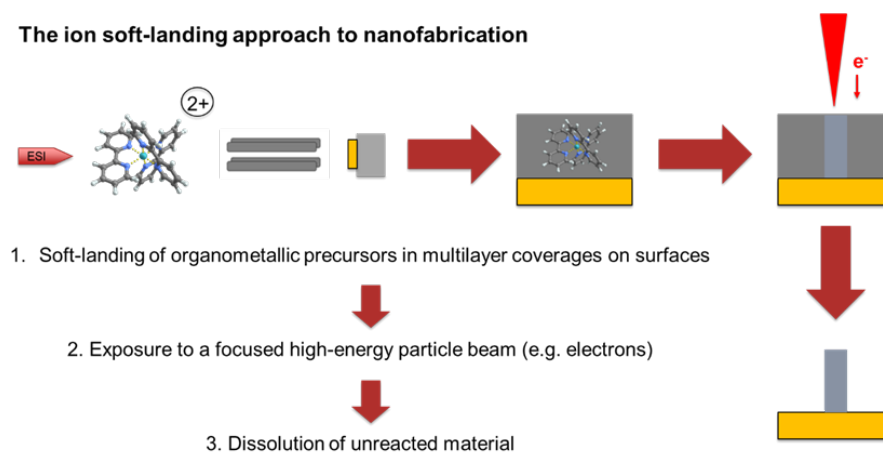 The ion soft-landing approach to nanofabrication
e-
2+
ESI
1. Soft-landing of organometallic precursors in multilayer coverages on surfaces
2. Exposure to a focused high-energy particle beam (e.g. electrons)
3. Dissolution of unreacted material